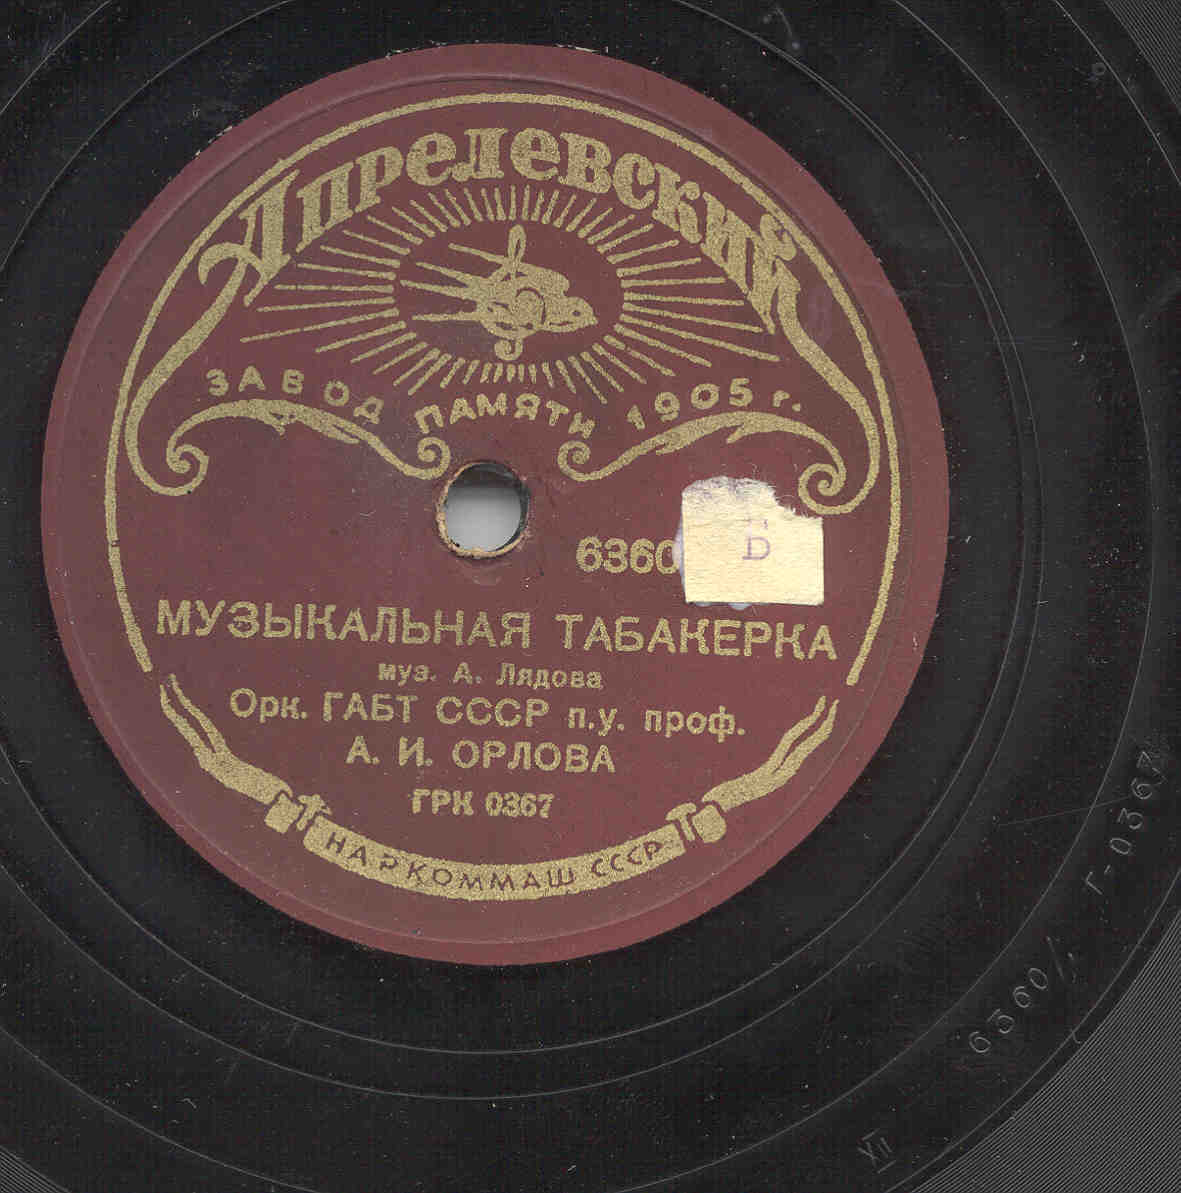 Апрелевский
ЗАВОД ПАМЯТИ 1905 г.
6360
D
МУЗЫКАЛЬНАЯ ТАБАКЕРКА
муз. А. Лядова
Орк. ГАБТ СССР п.у. проф.
А. И. ОРЛОВА
ГРК 0367
НАРКОММАШ СССР
6360/. Г-0367
XII